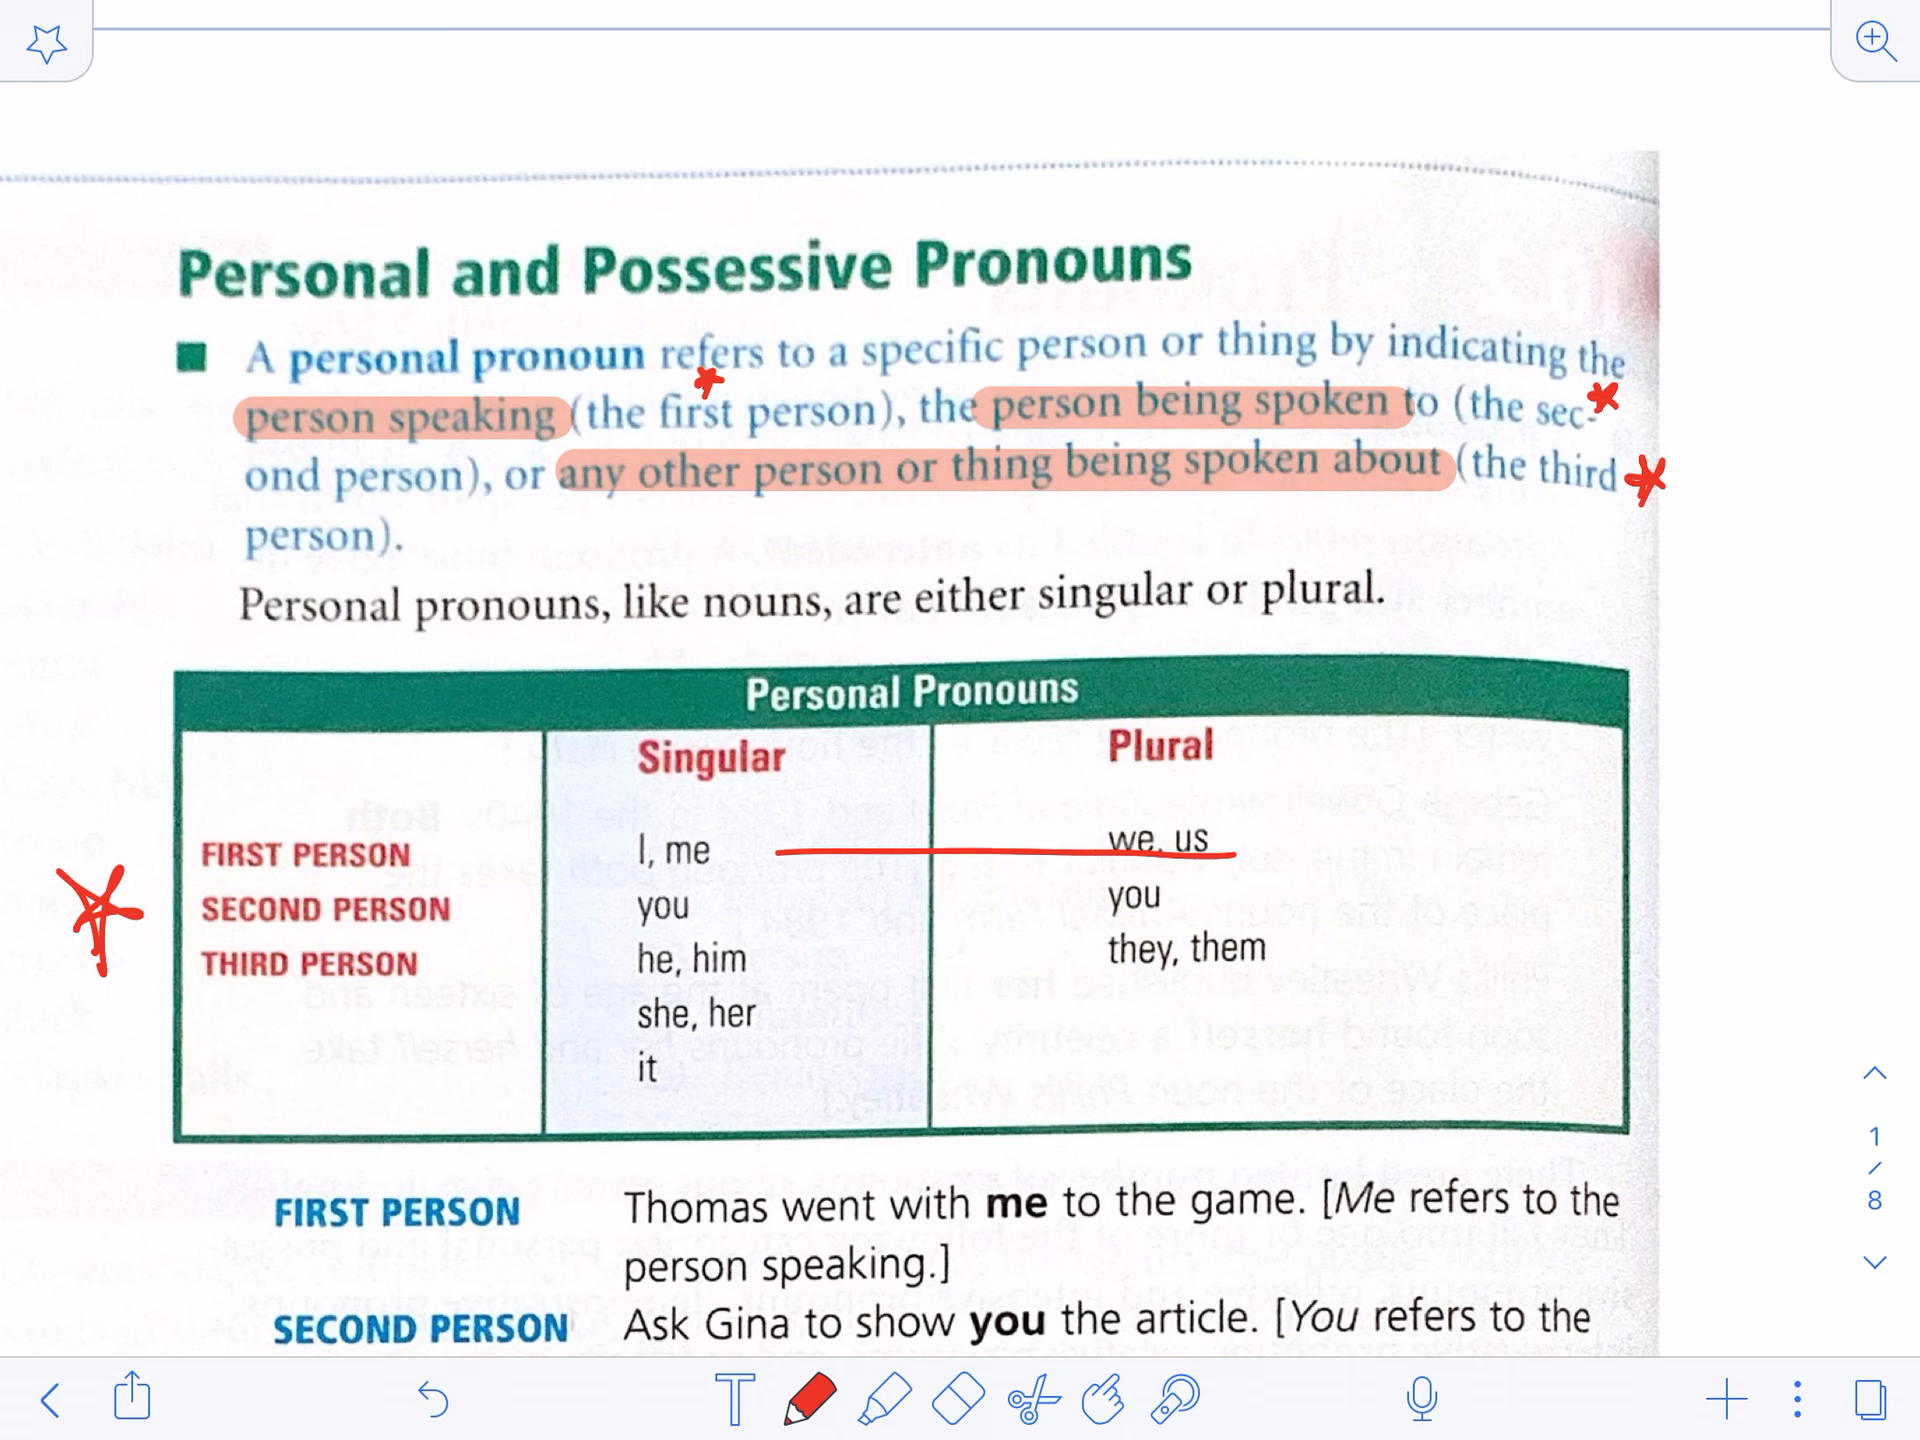 Personal and Possessive Pronouns
A personal pronoun refers to a specific person or thing by indicating the
person speaking (the first person), the person being spoken to (the sec-
ond person), or any other person or thing being spoken about (the third
person).
Personal pronouns, like nouns, are either singular or plural.
Personal Pronouns
Singular Plural
FIRST PERSON I, me we, us
SECOND PERSON you you
THIRD PERSON he, him they, them
she, her
it
FIRST PERSON Thomas went with me to the game. [Me refers to the
person speaking.]
SECOND PERSON Ask Gina to show you the article. [You refers to the
1
/
8